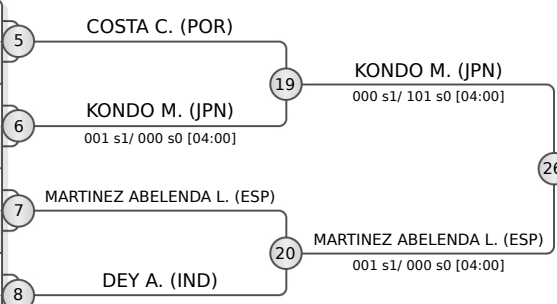 5
COSTA C. (POR)
19
KONDO M. (JPN)
000 s1/ 101 s0 [04:00]
6
KONDO M. (JPN)
001 s1/ 000 s0 [04:00]
26
7
MARTINEZ ABELENDA L. (ESP)
20
MARTINEZ ABELENDA L. (ESP)
001 s1/ 000 s0 [04:00]
8
DEY A. (IND)